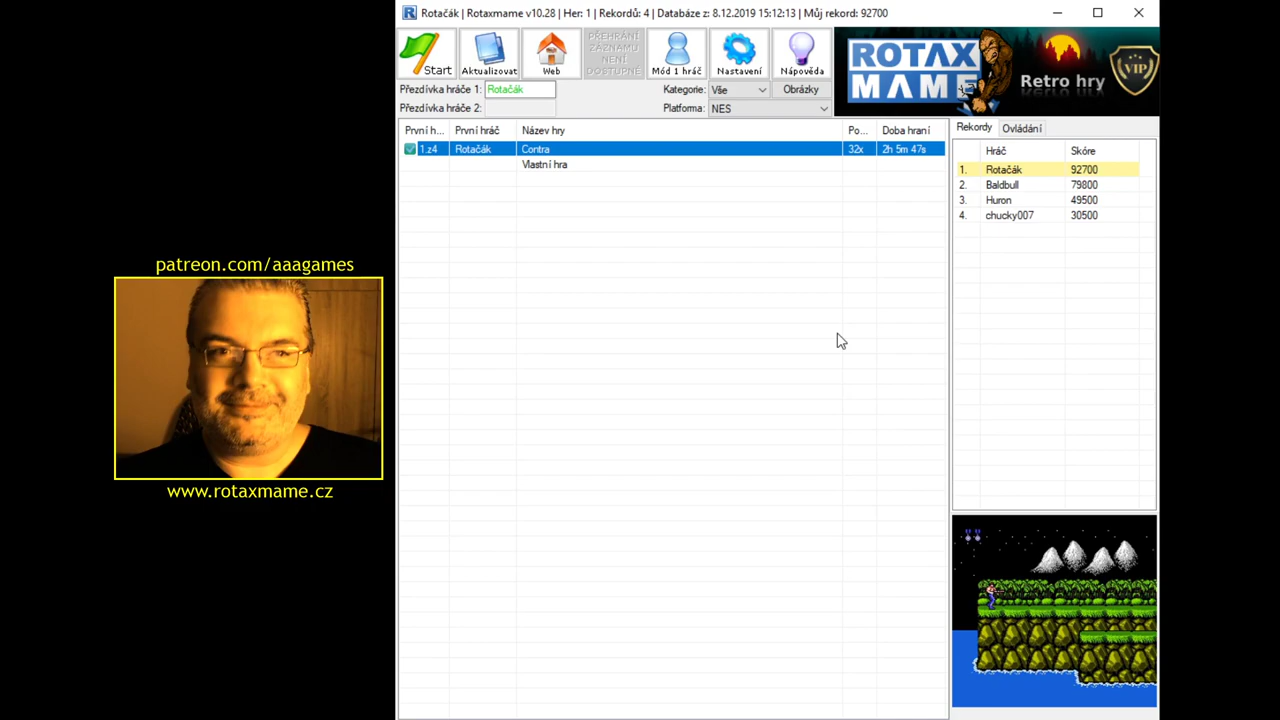 Rotačák | Rotaxmame v10.28 | Her: 1 | Rekordů: 4 | Databáze z: 8.12.2019 15:12:13 | Můj rekord: 92700
Start
Aktualizovat
Web
PŘEHRÁNÍ
ZÁZNAMU
NENÍ
DOSTUPNÉ
Mód 1 hráč
Nastavení
Nápověda
ROTAX
MAME
Retro hry
VIP
Přezdívka hráče 1: Rotačák
Kategorie: Vše
Obrázky
Přezdívka hráče 2:
Platforma: NES
První h... První hráč Název hry Po... Doba hraní
1.z4 Rotačák Contra 32x 2h 5m 47s
Vlastní hra
Rekordy Ovládání
Hráč Skóre
1. Rotačák 92700
2. Baldbull 79800
3. Huron 49500
4. chucky007 30500
patreon.com/aaagames
www.rotaxmame.cz